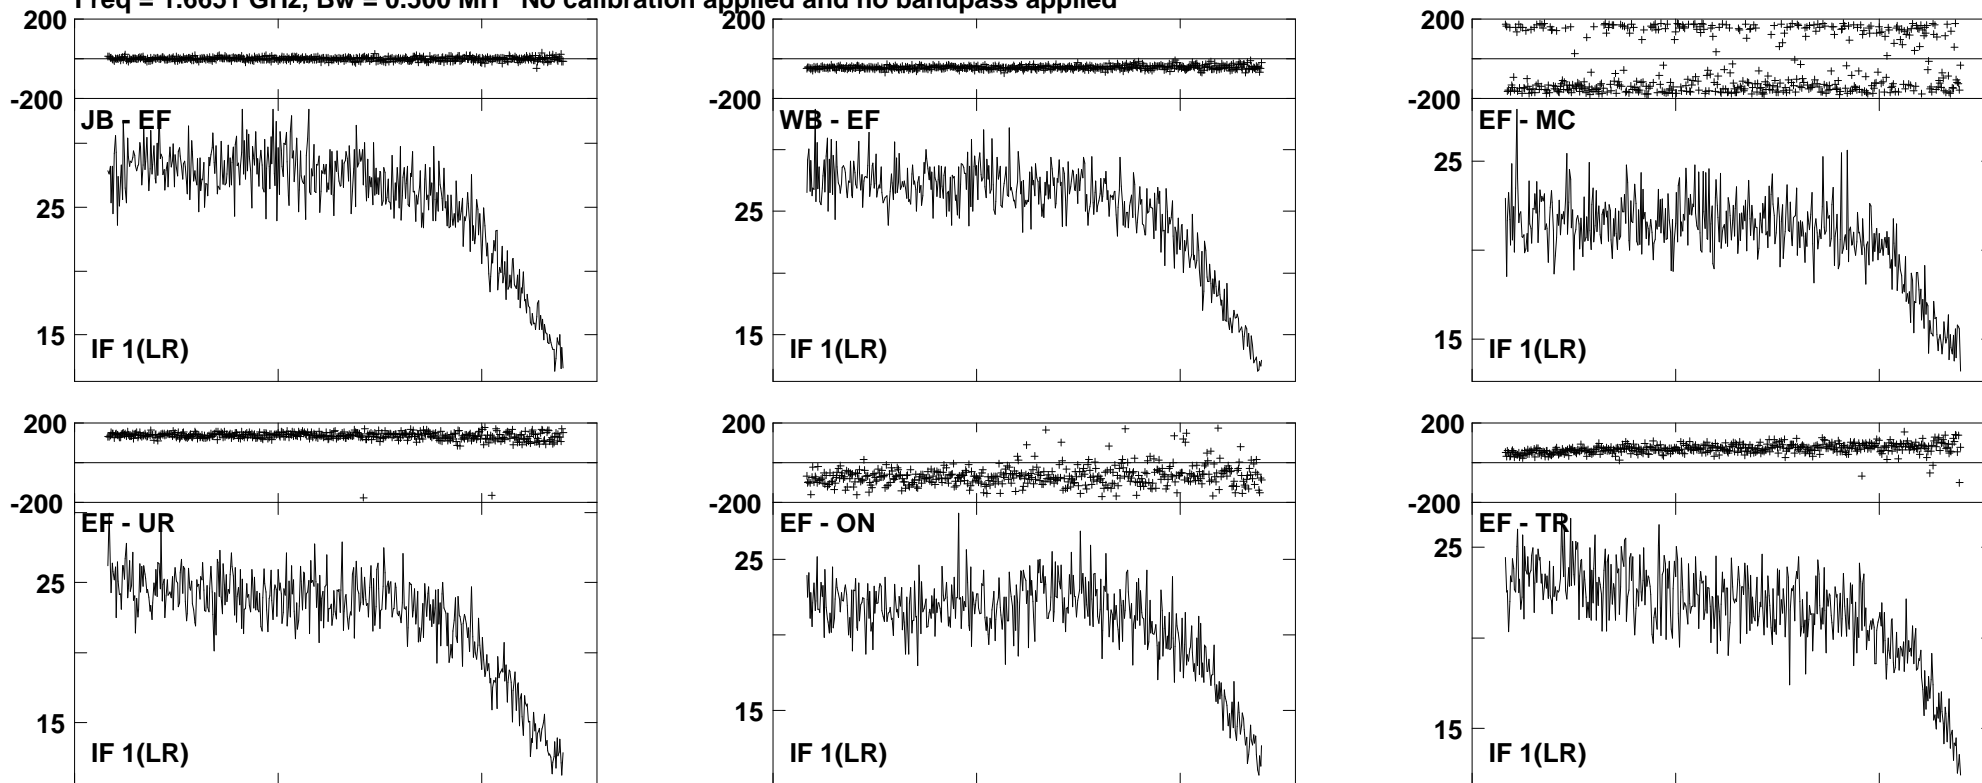 Freq = 1.6651 GHz, Bw = 0.500 MH No calibration applied and no bandpass applied
200
-200
JB - EF
25
15
IF 1(LR)
WB - EF
25
15
IF 1(LR)
200
-200
EF - MC
25
15
IF 1(LR)
200
-200
EF - UR
25
15
IF 1(LR)
200
-200
EF - ON
25
15
IF 1(LR)
200
-200
EF - TR
25
15
IF 1(LR)